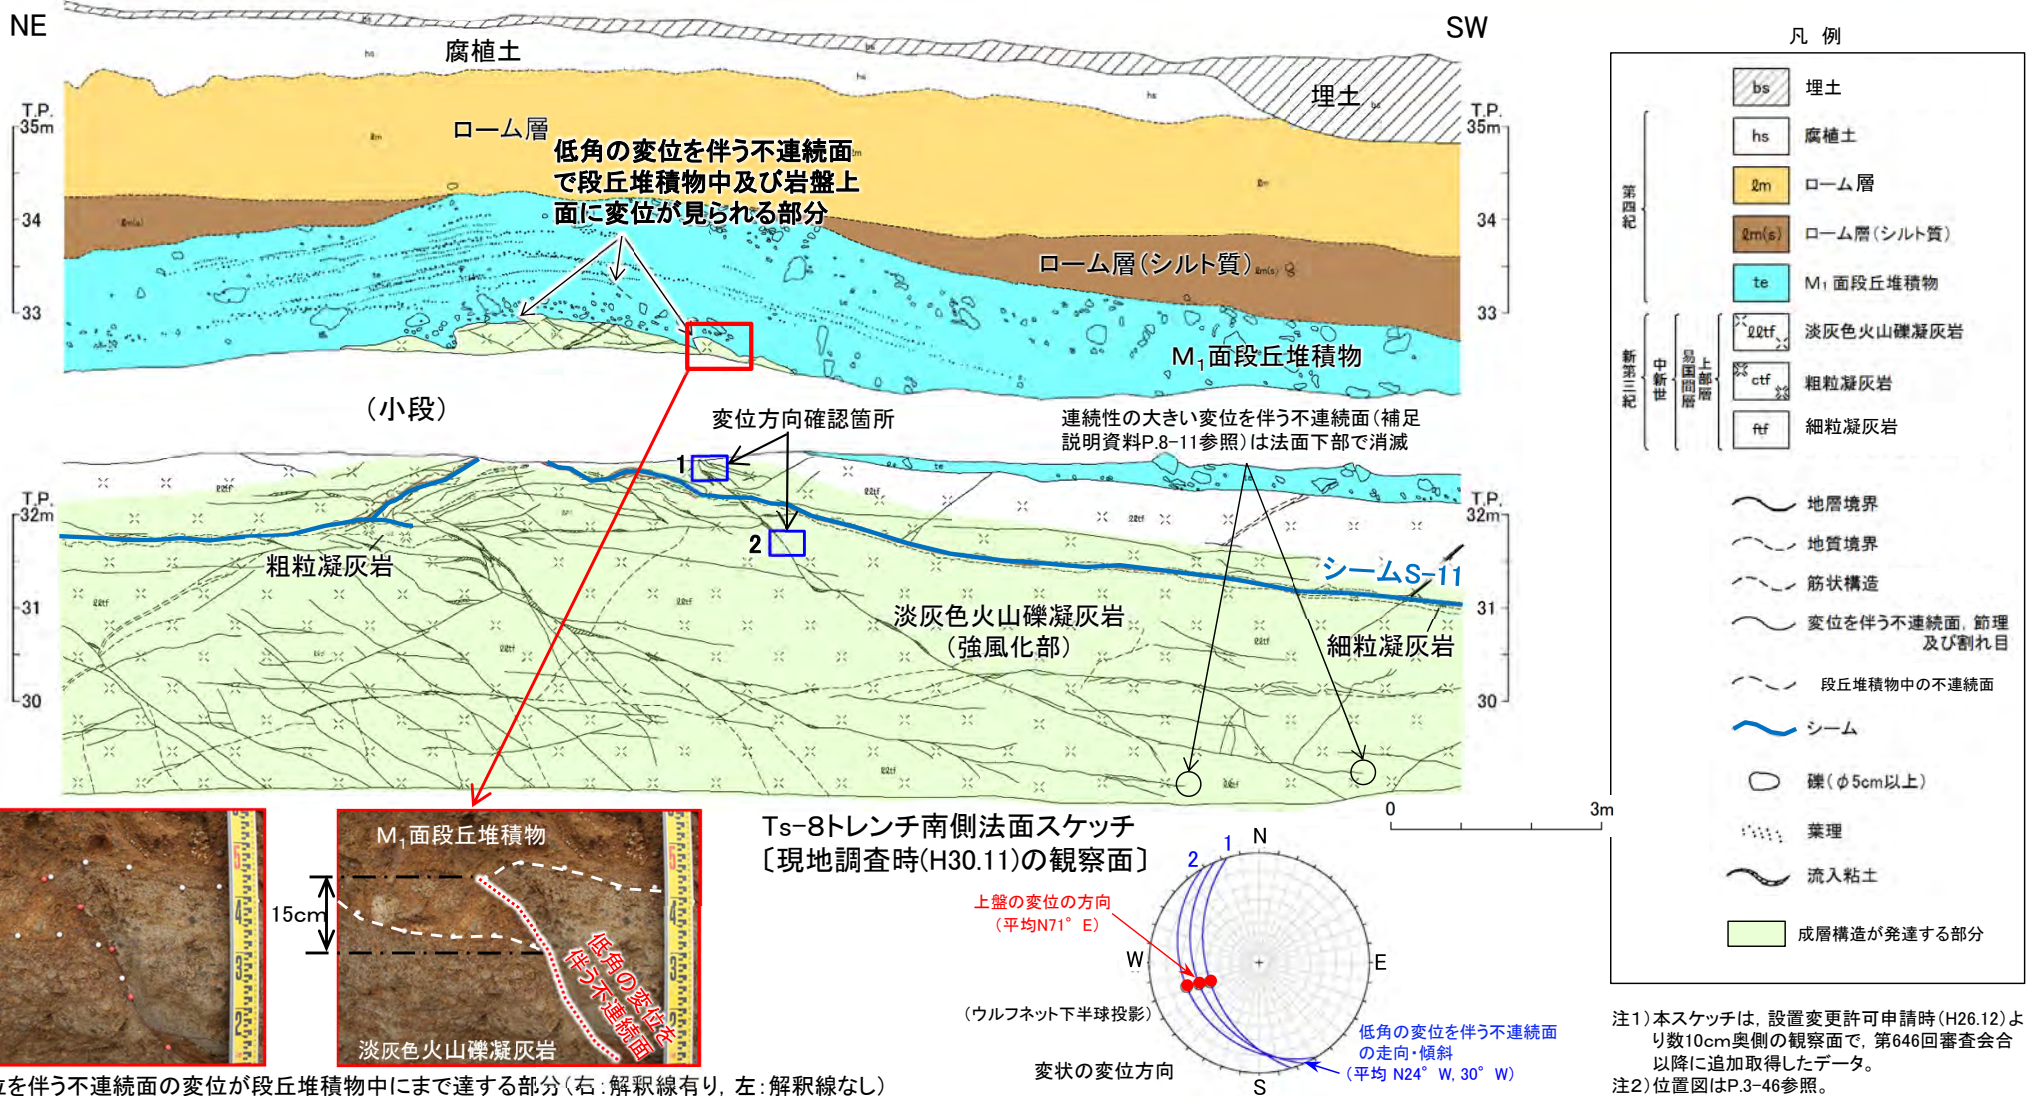 NE
SW
腐植土
hs
hs
hs
bs
埋土
bs
T.P.
35m
T.P.
35m
ローム層
ℓm
ℓm
低角の変位を伴う不連続面
で段丘堆積物中及び岩盤上
面に変位が見られる部分
34
34
ℓm(s)
ローム層(シルト質)
ℓm(s)
33
33
M₁面段丘堆積物
(小段)
変位方向確認箇所
連続性の大きい変位を伴う不連続面(補足
説明資料P.8-11参照)は法面下部で消滅
1
2
T.P.
32m
T.P.
32m
粗粒凝灰岩
シームS-11
31
31
淡灰色火山礫凝灰岩
(強風化部)
細粒凝灰岩
30
30
0
3m
M₁面段丘堆積物
15cm
低角の変位を
伴う不連続面
淡灰色火山礫凝灰岩
位を伴う不連続面の変位が段丘堆積物中にまで達する部分(右:解釈線有り, 左:解釈線なし)
Ts-8トレンチ南側法面スケッチ
〔現地調査時(H30.11)の観察面〕
N
2
1
上盤の変位の方向
(平均N71° E)
W
E
S
(ウルフネット下半球投影)
低角の変位を伴う不連続面
の走向・傾斜
(平均 N24° W, 30° W)
変状の変位方向
凡 例
第四紀
bs 埋土
hs 腐植土
ℓm ローム層
ℓm(s) ローム層(シルト質)
te M₁面段丘堆積物
新第三紀
中新世
易国間層
上部層
ℓℓtf 淡灰色火山礫凝灰岩
ctf 粗粒凝灰岩
ftf 細粒凝灰岩
地層境界
地質境界
筋状構造
変位を伴う不連続面, 節理
及び割れ目
段丘堆積物中の不連続面
シーム
礫(φ5cm以上)
葉理
流入粘土
成層構造が発達する部分
注1)本スケッチは, 設置変更許可申請時(H26.12)よ
り数10cm奥側の観察面で, 第646回審査会合
以降に追加取得したデータ。
注2)位置図はP.3-46参照。